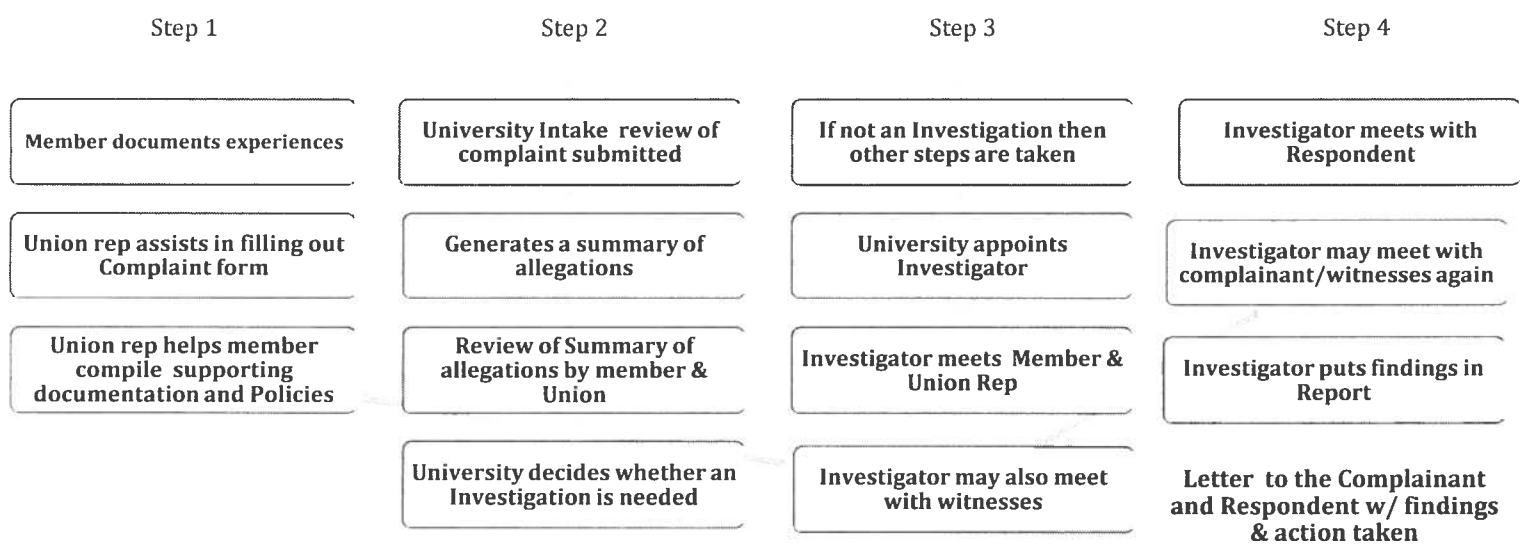 Step 1
Step 2
Step 3
Step 4
Member documents experiences
Union rep assists in filling out
Complaint form
Union rep helps member
compile supporting
documentation and Policies
University Intake review of
complaint submitted
Generates a summary of
allegations
Review of Summary of
allegations by member &
Union
University decides whether an
Investigation is needed
If not an Investigation then
other steps are taken
University appoints
Investigator
Investigator meets Member &
Union Rep
Investigator may also meet
with witnesses
Investigator meets with
Respondent
Investigator may meet with
complainant/witnesses again
Investigator puts findings in
Report
Letter to the Complainant
and Respondent w/ findings
& action taken